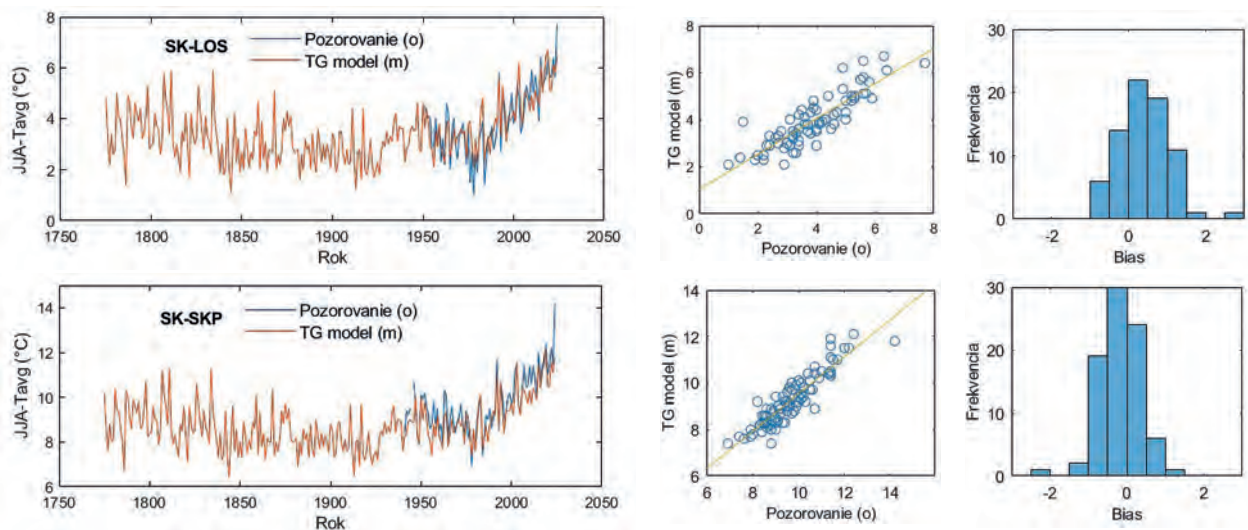 SK-LOS
Pozorovanie (o)
TG model (m)
JJA-Tavg (°C)
8
6
4
2
0
1750 1800 1850 1900 1950 2000 2050
Rok
TG model (m)
8
6
4
2
0
0 2 4 6 8
Pozorovanie (o)
Frekvencia
30
20
10
0
-2 0 2
Bias
SK-SKP
Pozorovanie (o)
TG model (m)
JJA-Tavg (°C)
14
12
10
8
6
1750 1800 1850 1900 1950 2000 2050
Rok
TG model (m)
14
12
10
8
6
6 8 10 12 14
Pozorovanie (o)
Frekvencia
30
20
10
0
-2 0 2
Bias